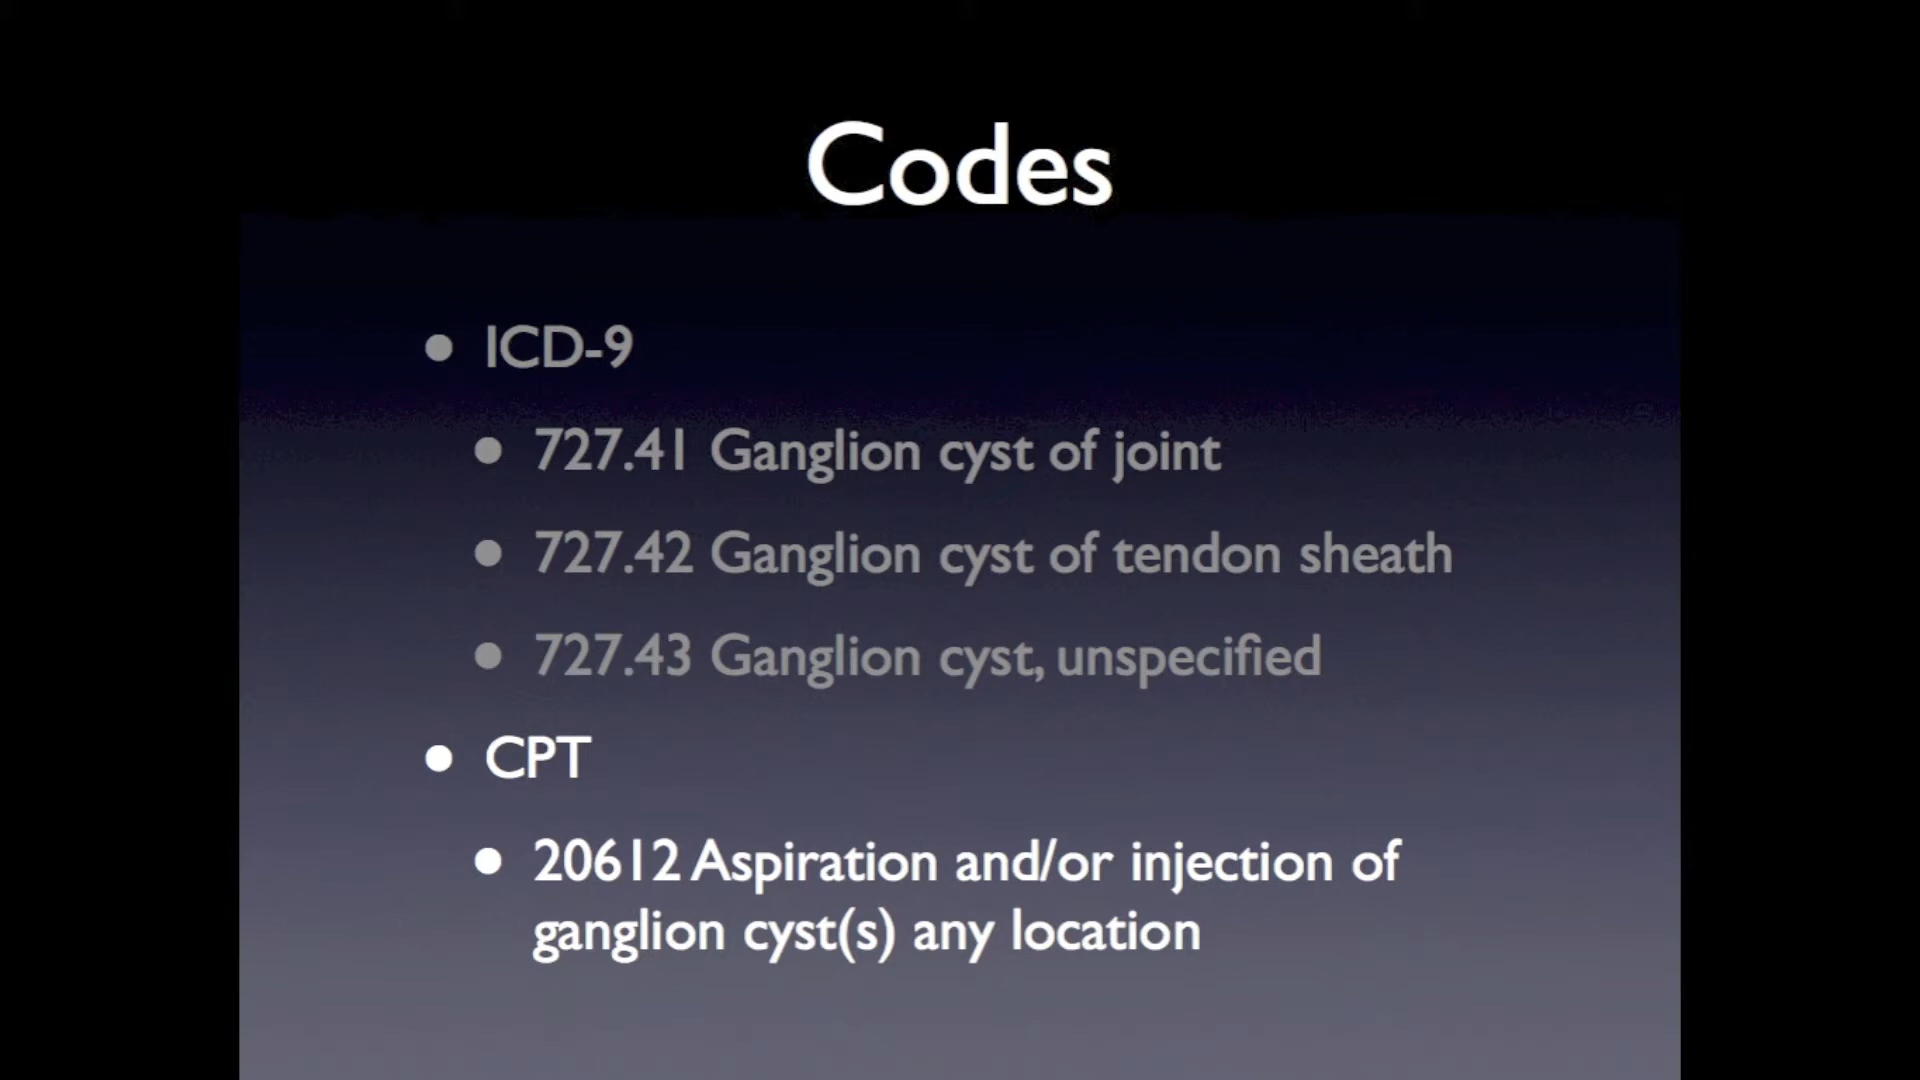 Codes
• ICD-9
• 727.41 Ganglion cyst of joint
• 727.42 Ganglion cyst of tendon sheath
• 727.43 Ganglion cyst, unspecified
• CPT
• 20612 Aspiration and/or injection of
ganglion cyst(s) any location